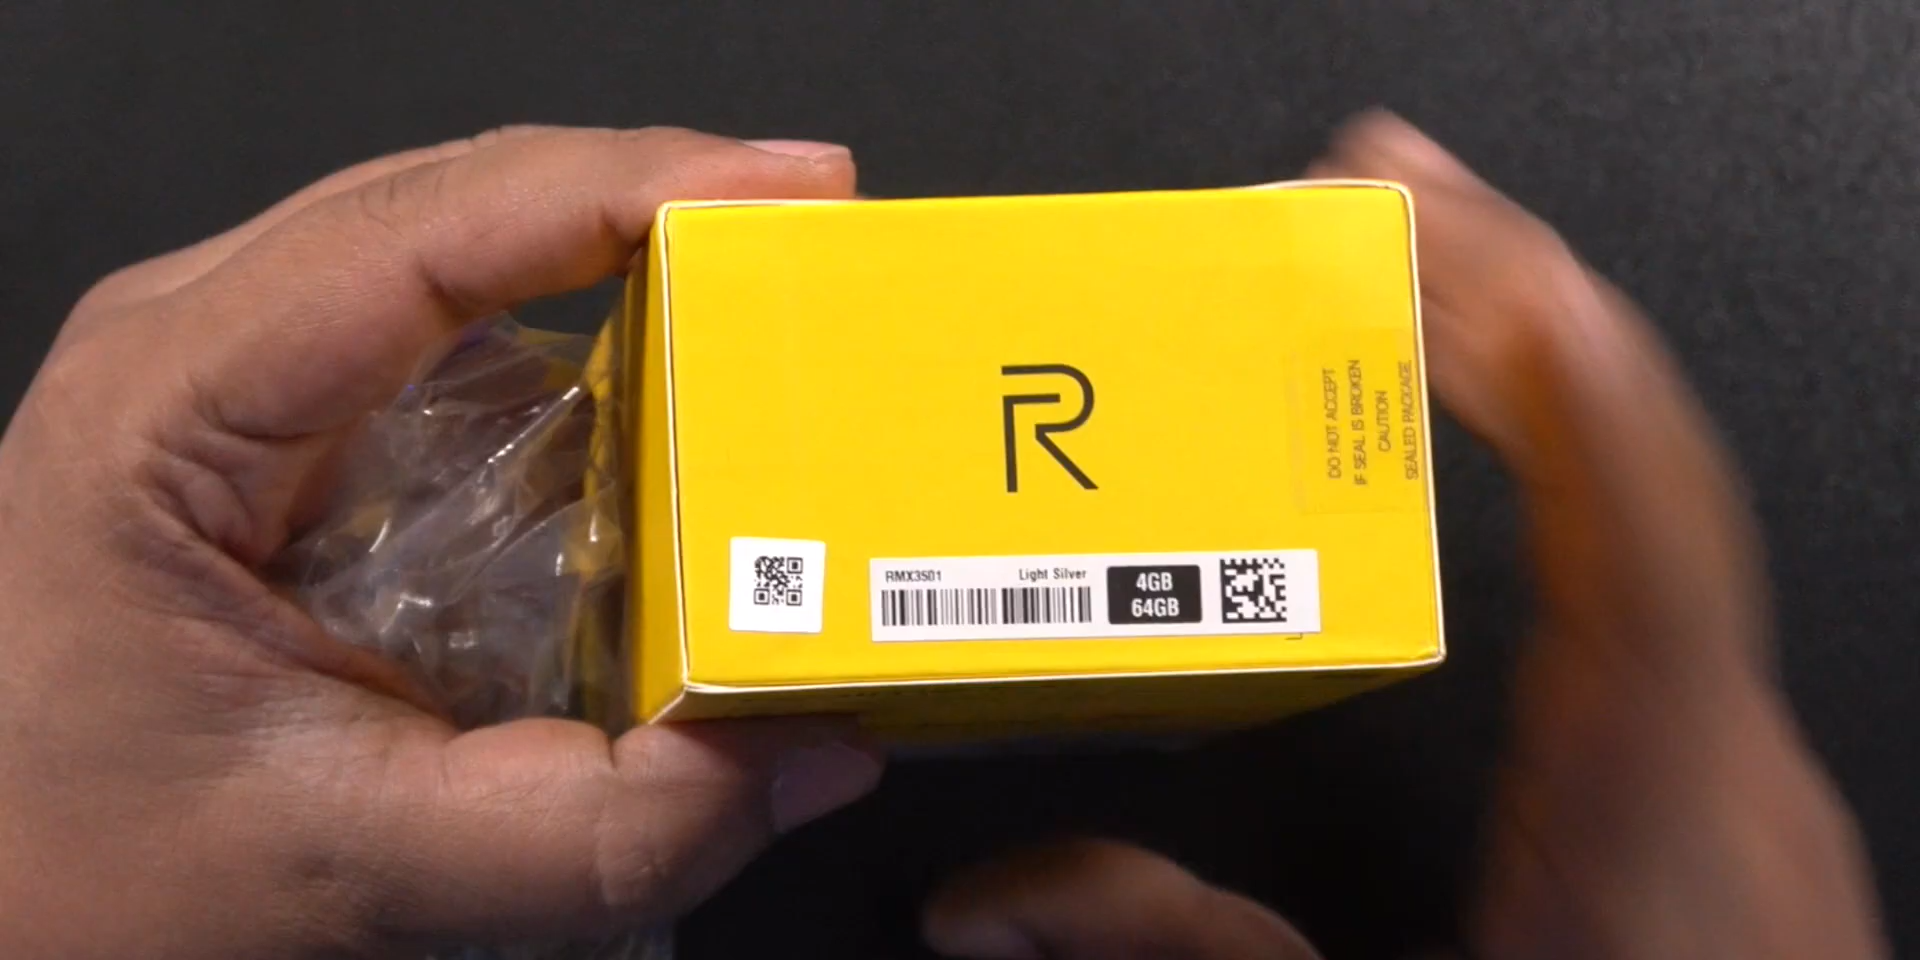 R
DO NOT ACCEPT
IF SEAL IS BROKEN
CAUTION
SEALED PACKAGE
RMX3501
Light Silver
4GB
64GB